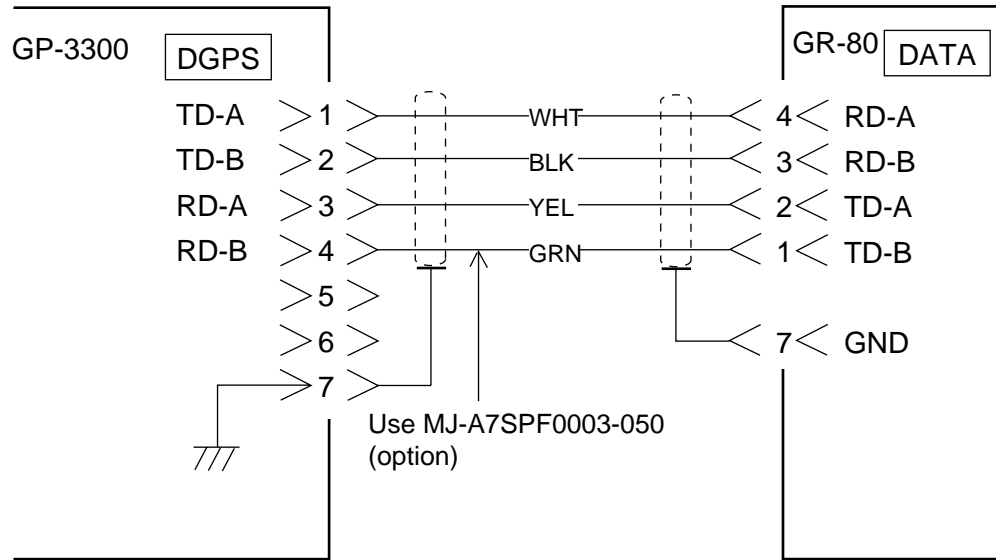 GP-3300 DGPS GR-80 DATA
TD-A 1 WHT 4 RD-A
TD-B 2 BLK 3 RD-B
RD-A 3 YEL 2 TD-A
RD-B 4 GRN 1 TD-B
5
6 7 GND
7
Use MJ-A7SPF0003-050
(option)